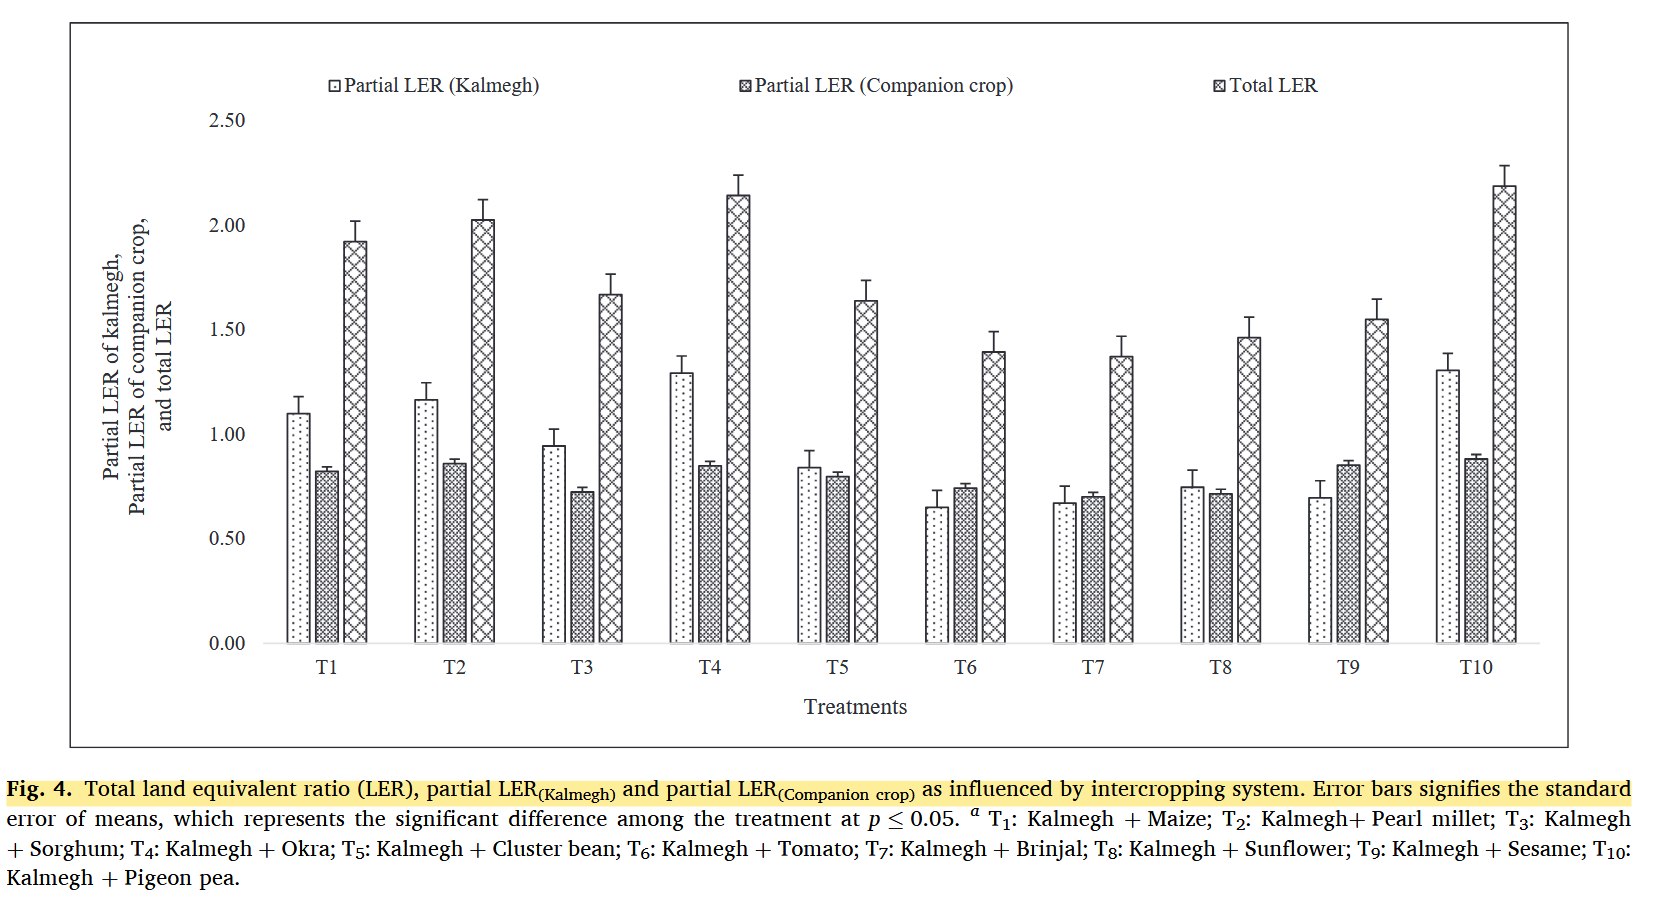 Partial LER (Kalmegh) Partial LER (Companion crop) Total LER
2.50
2.00
1.50
1.00
0.50
0.00
Partial LER of kalmegh,
Partial LER of companion crop,
and total LER
T1 T2 T3 T4 T5 T6 T7 T8 T9 T10
Treatments
Fig. 4. Total land equivalent ratio (LER), partial LER(Kalmegh) and partial LER(Companion crop) as influenced by intercropping system. Error bars signifies the standard
error of means, which represents the significant difference among the treatment at p ≤ 0.05. a T1: Kalmegh + Maize; T2: Kalmegh+ Pearl millet; T3: Kalmegh
+ Sorghum; T4: Kalmegh + Okra; T5: Kalmegh + Cluster bean; T6: Kalmegh + Tomato; T7: Kalmegh + Brinjal; T8: Kalmegh + Sunflower; T9: Kalmegh + Sesame; T10:
Kalmegh + Pigeon pea.